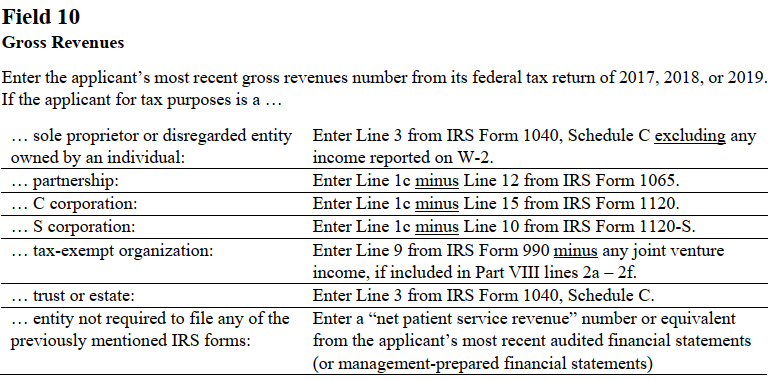 Field 10
Gross Revenues
Enter the applicant’s most recent gross revenues number from its federal tax return of 2017, 2018, or 2019.
If the applicant for tax purposes is a …
… sole proprietor or disregarded entity owned by an individual:
Enter Line 3 from IRS Form 1040, Schedule C excluding any income reported on W-2.
… partnership:
Enter Line 1c minus Line 12 from IRS Form 1065.
… C corporation:
Enter Line 1c minus Line 15 from IRS Form 1120.
… S corporation:
Enter Line 1c minus Line 10 from IRS Form 1120-S.
… tax-exempt organization:
Enter Line 9 from IRS Form 990 minus any joint venture income, if included in Part VIII lines 2a – 2f.
… trust or estate:
Enter Line 3 from IRS Form 1040, Schedule C.
… entity not required to file any of the previously mentioned IRS forms:
Enter a “net patient service revenue” number or equivalent from the applicant’s most recent audited financial statements (or management-prepared financial statements)